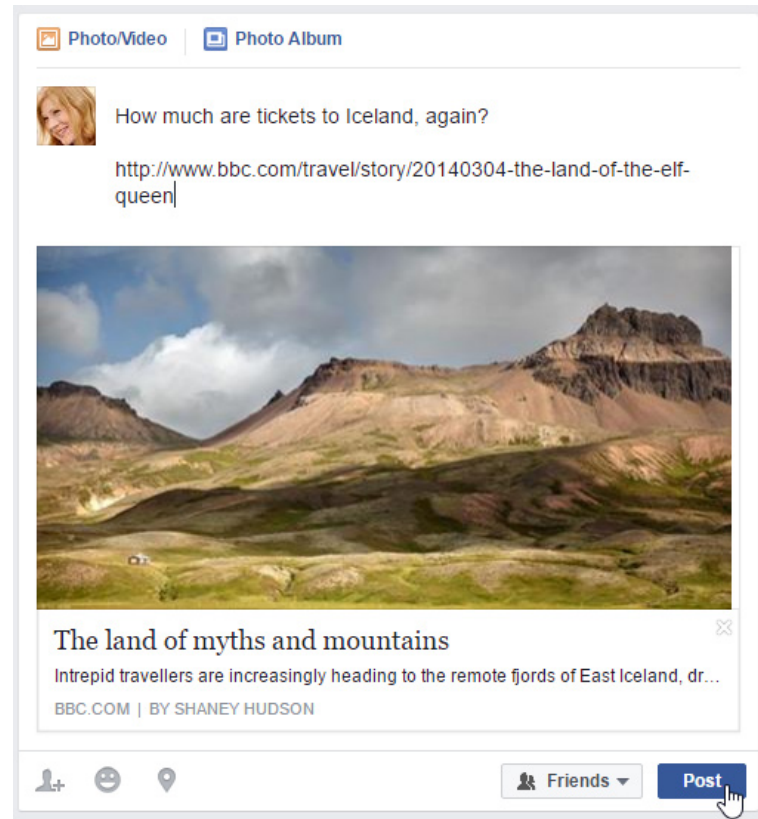 Photo/Video
Photo Album
How much are tickets to Iceland, again?
http://www.bbc.com/travel/story/20140304-the-land-of-the-elf-
queen
The land of myths and mountains
Intrepid travellers are increasingly heading to the remote fjords of East Iceland, dr...
BBC.COM | BY SHANEY HUDSON
Friends
Post